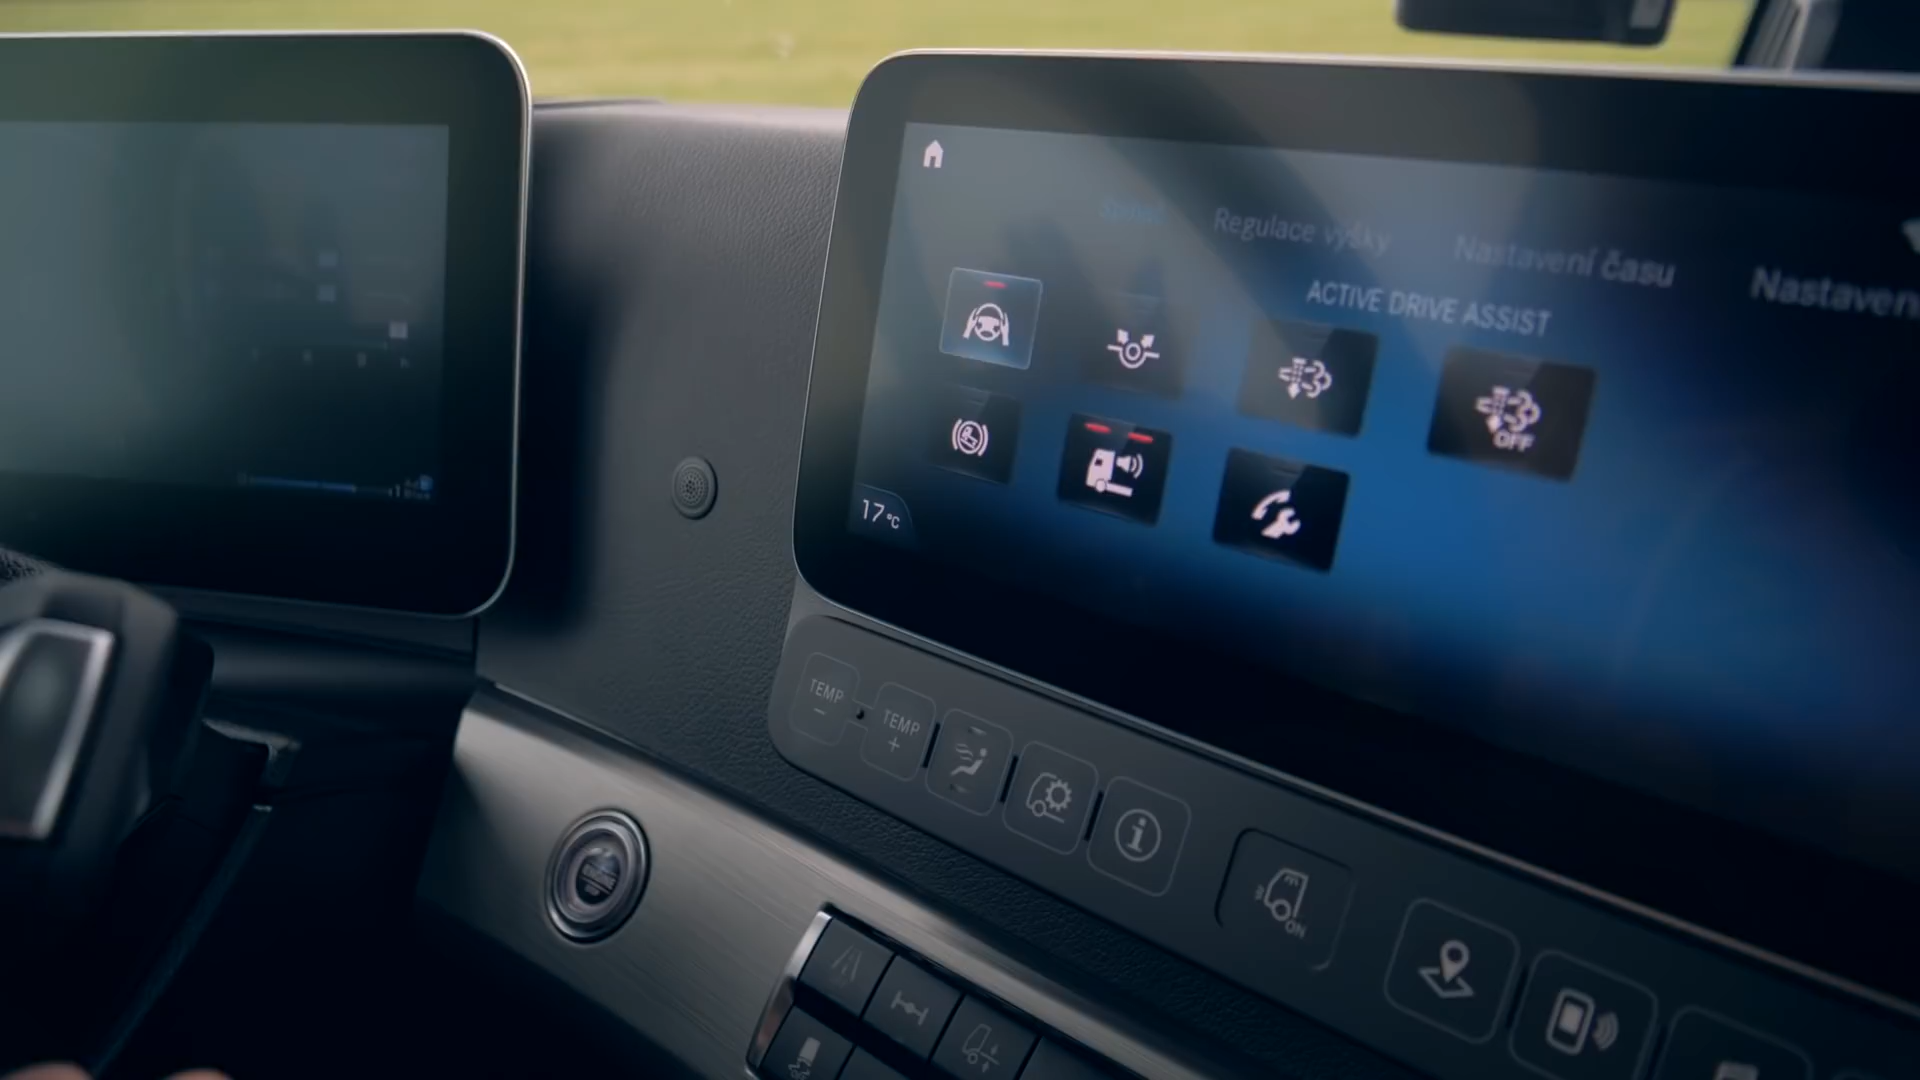 Regulace výšky
Nastavení času
Nastaven
ACTIVE DRIVE ASSIST
OFF
17 °C
TEMP
−
TEMP
+
ON